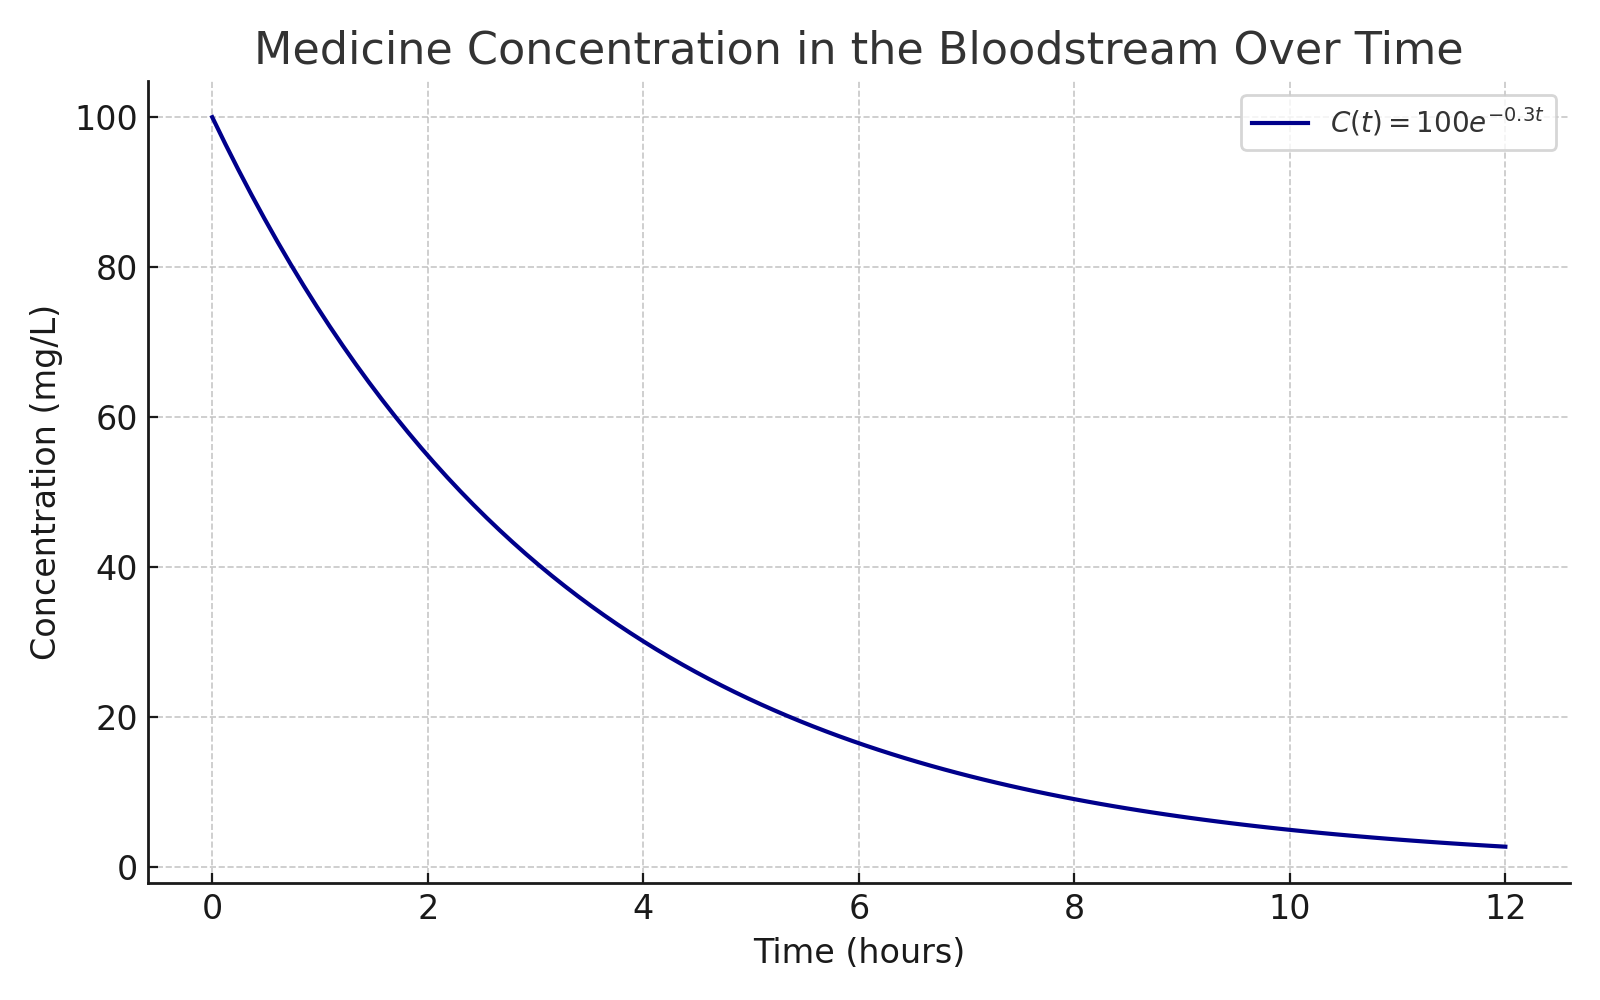 Medicine Concentration in the Bloodstream Over Time
C(t) = 100e^{-0.3t}
100
80
60
40
20
0
Concentration (mg/L)
0 2 4 6 8 10 12
Time (hours)